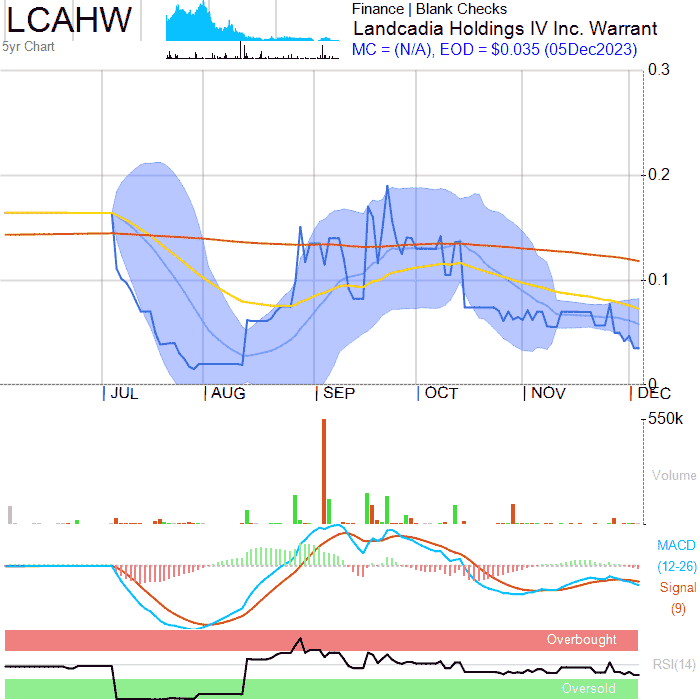 LCAHW
5yr Chart
Finance | Blank Checks
Landcadia Holdings IV Inc. Warrant
MC = (N/A), EOD = $0.035 (05Dec2023)
0.3
0.2
0.1
0
JUL AUG SEP OCT NOV DEC
550k
Volume
MACD
(12-26)
Signal
(9)
Overbought
RSI(14)
Oversold